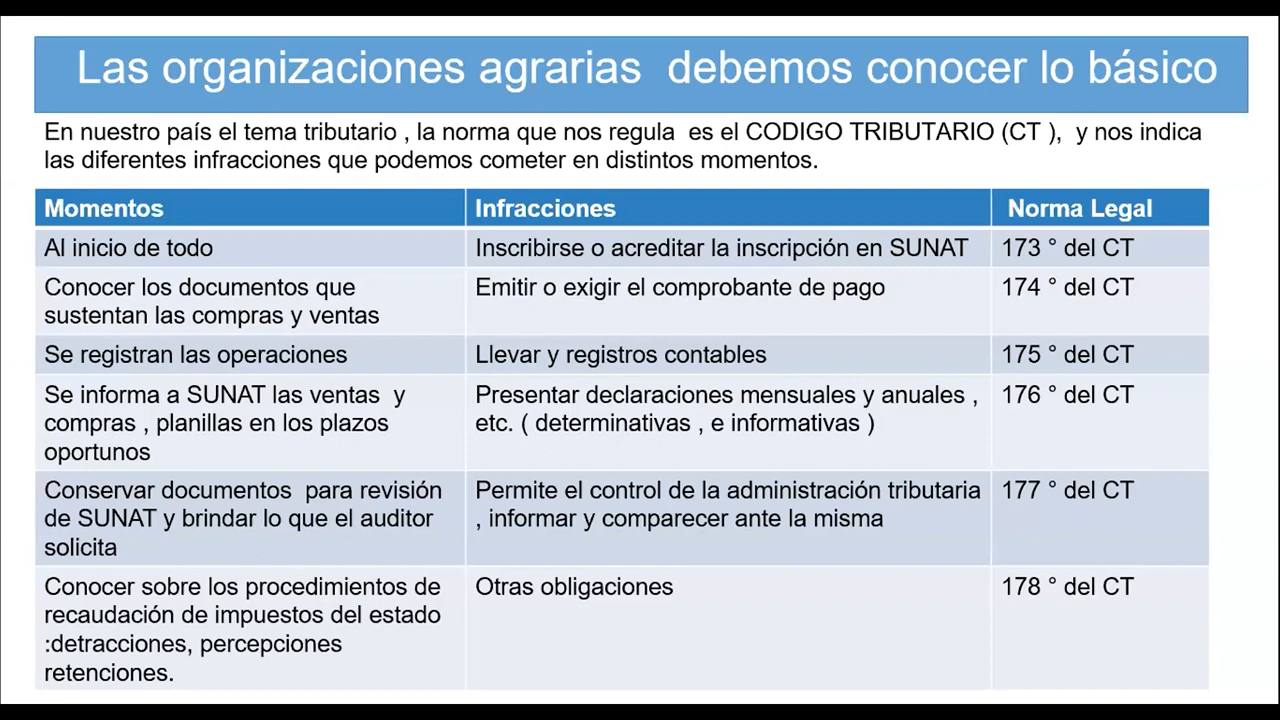 Las organizaciones agrarias  debemos conocer lo básico
En nuestro país el tema tributario , la norma que nos regula  es el CODIGO TRIBUTARIO (CT ),  y nos indica
las diferentes infracciones que podemos cometer en distintos momentos.
Momentos
Infracciones
Norma Legal
Al inicio de todo
Inscribirse o acreditar la inscripción en SUNAT
173 ° del CT
Conocer los documentos que
sustentan las compras y ventas
Emitir o exigir el comprobante de pago
174 ° del CT
Se registran las operaciones
Llevar y registros contables
175 ° del CT
Se informa a SUNAT las ventas  y
compras , planillas en los plazos
oportunos
Presentar declaraciones mensuales y anuales ,
etc. ( determinativas , e informativas )
176 ° del CT
Conservar documentos  para revisión
de SUNAT y brindar lo que el auditor
solicita
Permite el control de la administración tributaria
, informar y comparecer ante la misma
177 ° del CT
Conocer sobre los procedimientos de
recaudación de impuestos del estado
:detracciones, percepciones
retenciones.
Otras obligaciones
178 ° del CT